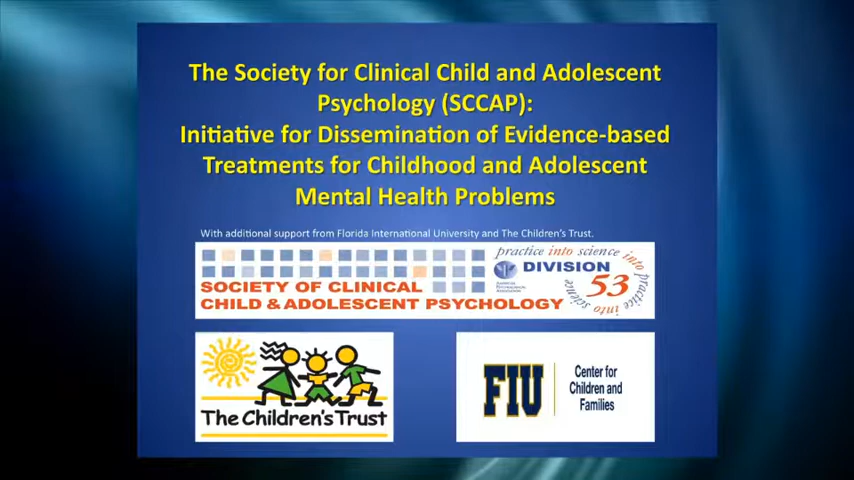 The Society for Clinical Child and Adolescent
Psychology (SCCAP):
Initiative for Dissemination of Evidence-based
Treatments for Childhood and Adolescent
Mental Health Problems
With additional support from Florida International University and The Children's Trust.
practice into science into practice into science
DIVISION
53
AMERICAN
PSYCHOLOGICAL
ASSOCIATION
SOCIETY OF CLINICAL
CHILD & ADOLESCENT PSYCHOLOGY
The Children's Trust
FIU
Center for
Children and
Families